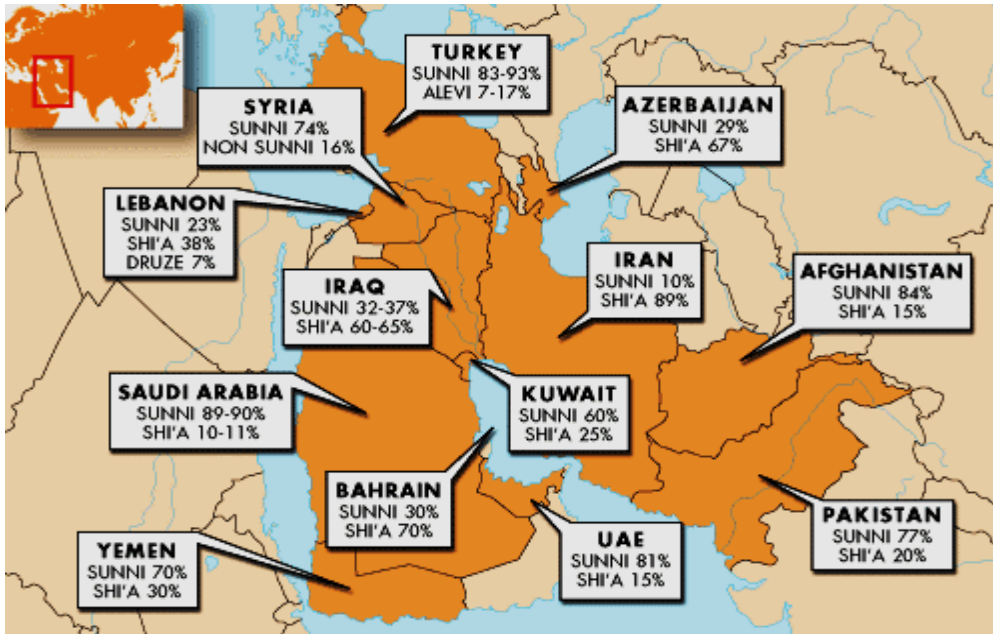 TURKEY
SUNNI 83-93%
ALEVI 7-17%
SYRIA
SUNNI 74%
NON SUNNI 16%
AZERBAIJAN
SUNNI 29%
SHI'A 67%
LEBANON
SUNNI 23%
SHI'A 38%
DRUZE 7%
IRAQ
SUNNI 32-37%
SHI'A 60-65%
IRAN
SUNNI 10%
SHI'A 89%
AFGHANISTAN
SUNNI 84%
SHI'A 15%
SAUDI ARABIA
SUNNI 89-90%
SHI'A 10-11%
KUWAIT
SUNNI 60%
SHI'A 25%
BAHRAIN
SUNNI 30%
SHI'A 70%
UAE
SUNNI 81%
SHI'A 15%
PAKISTAN
SUNNI 77%
SHI'A 20%
YEMEN
SUNNI 70%
SHI'A 30%